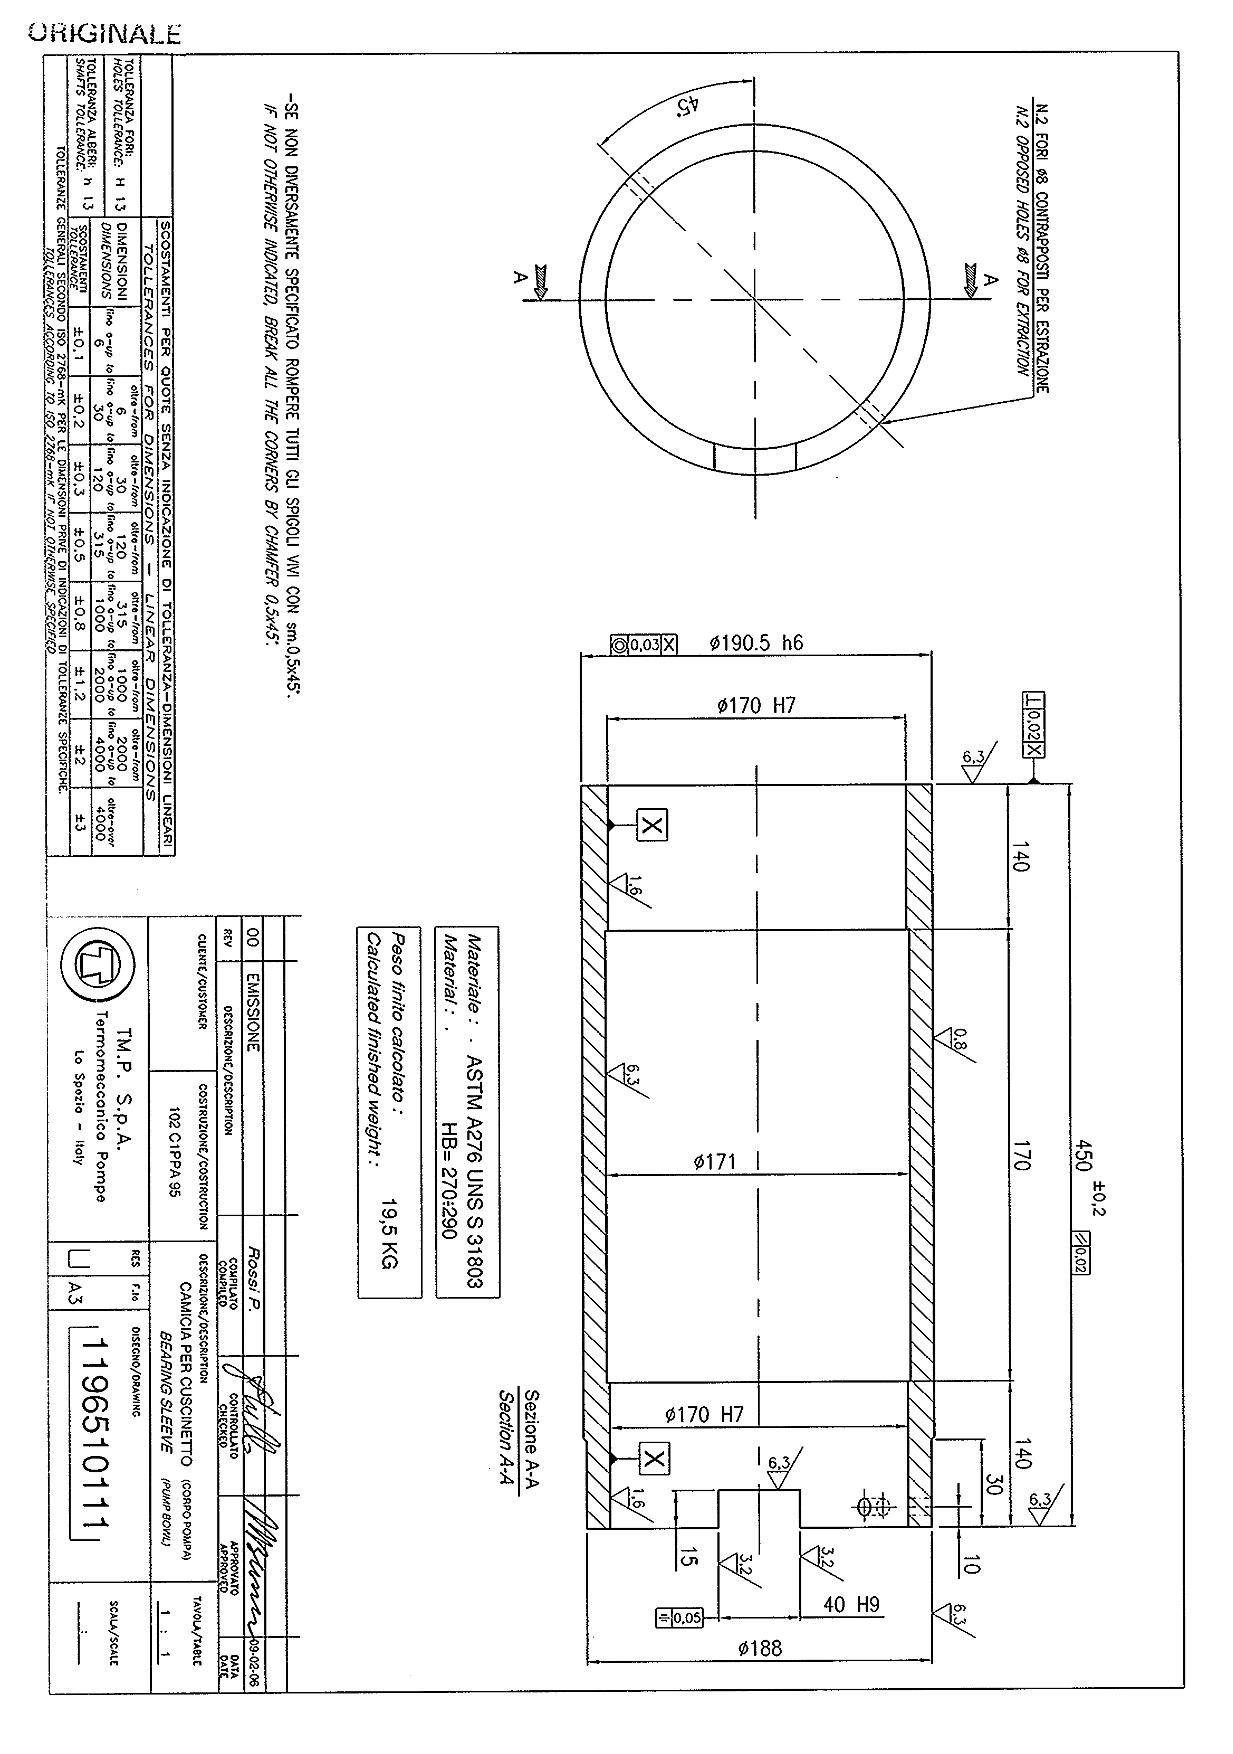 ORIGINALE
N.2 FORI ø8 CONTRAPPOSTI PER ESTRAZIONE
N.2 OPPOSED HOLES ø8 FOR EXTRACTION
45°
A
A
-SE NON DIVERSAMENTE SPECIFICATO ROMPERE TUTTI GLI SPIGOLI VIVI CON sm.0,5x45°.
IF NOT OTHERWISE INDICATED, BREAK ALL THE CORNERS BY CHAMFER 0,5x45°.
◎ 0,03 X
ø190.5 h6
ø170 H7
⊥ 0,02 X
6,3
140
X
1,6
0,8
6,3
ø171
170
450 ±0,2
// 0.02
ø170 H7
140
30
X
1,6
6,3
6,3
10
15
3,2
3,2
6,3
40 H9
0,05
ø188
Sezione A-A
Section A-A
Materiale : . ASTM A276 UNS S 31803
Material : . HB= 270÷290
Peso finito calcolato :
Calculated finished weight : 19,5 KG
SCOSTAMENTI PER QUOTE SENZA INDICAZIONE DI TOLLERANZA-DIMENSIONI LINEARI
TOLLERANCES FOR DIMENSIONS - LINEAR DIMENSIONS
TOLLERANZA FORI:
HOLES TOLLERANCE: H 13
TOLLERANZA ALBERI:
SHAFTS TOLLERANCE: h 13
DIMENSIONI
DIMENSIONS
fino a-up to 6
oltre-from 6 fino a-up to 30
oltre-from 30 fino a-up to 120
oltre-from 120 fino a-up to 315
oltre-from 315 fino a-up to 1000
oltre-from 1000 fino a-up to 2000
oltre-from 2000 fino a-up to 4000
oltre-over 4000
SCOSTAMENTI
TOLLERANCE
±0,1 ±0,2 ±0,3 ±0,5 ±0,8 ±1,2 ±2 ±3
TOLLERANZE GENERALI SECONDO ISO 2768-mK PER LE DIMENSIONI PRIVE DI INDICAZIONI DI TOLLERANZE SPECIFICHE.
TOLLERANCES ACCORDING TO ISO 2768-mK IF NOT OTHERWISE SPECIFIED
00 EMISSIONE Rossi P. 09-02-06
REV DESCRIZIONE/DESCRIPTION
COMPILATO
COMPILED
CONTROLLATO
CHECKED
APPROVATO
APPROVED
DATA
DATE
CLIENTE/CUSTOMER
COSTRUZIONE/COSTRUCTION
102 C1PPA 95
DESCRIZIONE/DESCRIPTION
CAMICIA PER CUSCINETTO (CORPO POMPA)
BEARING SLEEVE (PUMP BOWL)
TAVOLA/TABLE
1 : 1
TM.P. S.p.A.
Termomeccanica Pompe
La Spezia - Italy
RES
F.to
A3
DISEGNO/DRAWING
1196510111
SCALA/SCALE
: